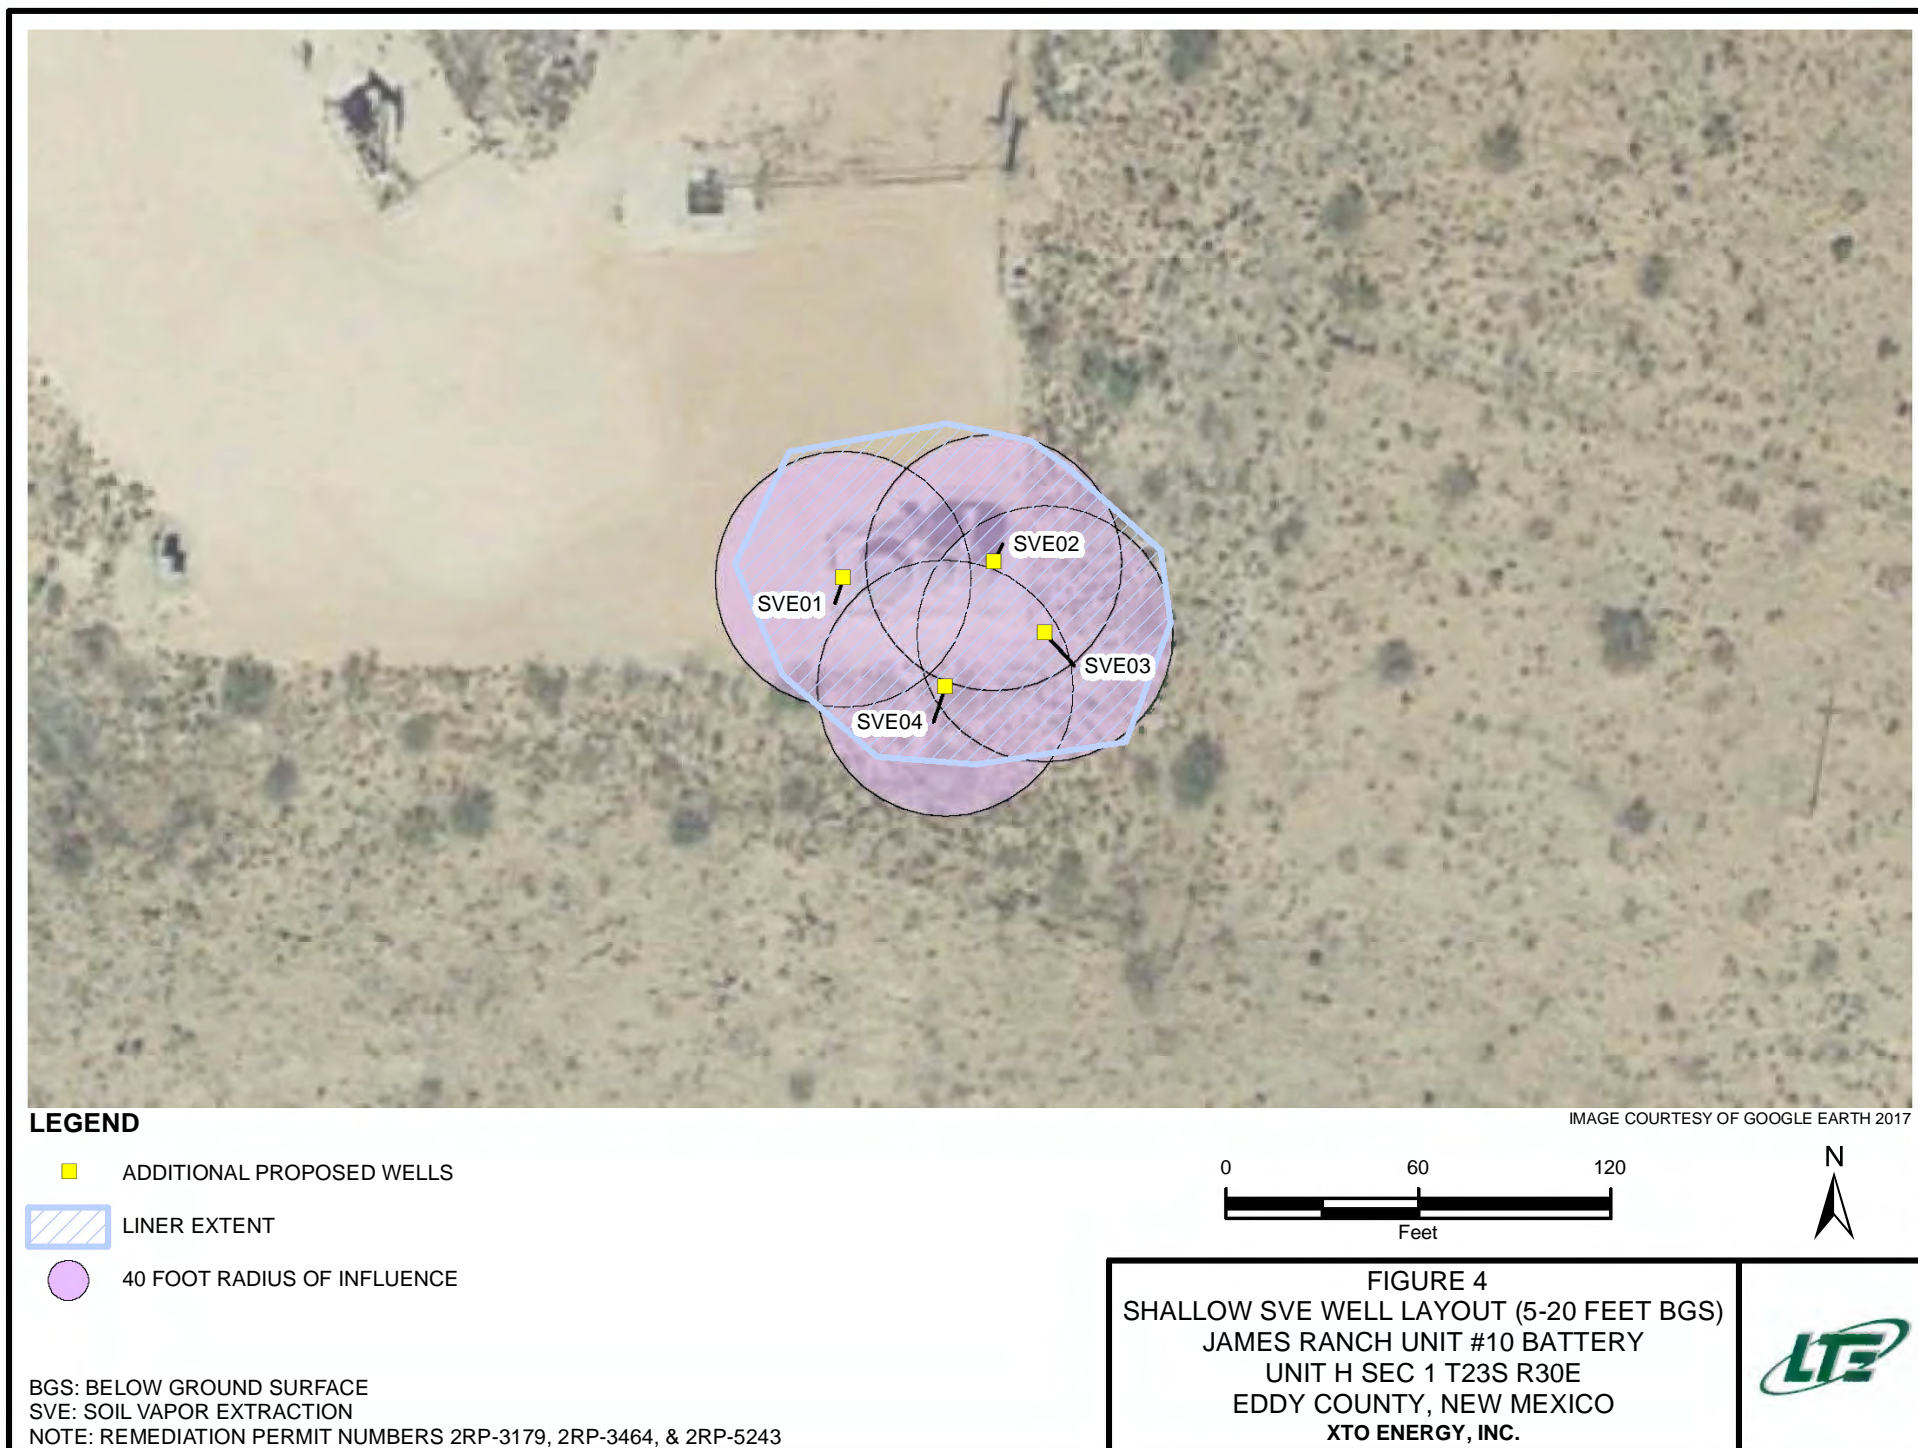 SVE02
SVE01
SVE03
SVE04
LEGEND
IMAGE COURTESY OF GOOGLE EARTH 2017
ADDITIONAL PROPOSED WELLS
LINER EXTENT
40 FOOT RADIUS OF INFLUENCE
0 60 120
Feet
N
BGS: BELOW GROUND SURFACE
SVE: SOIL VAPOR EXTRACTION
NOTE: REMEDIATION PERMIT NUMBERS 2RP-3179, 2RP-3464, & 2RP-5243
FIGURE 4
SHALLOW SVE WELL LAYOUT (5-20 FEET BGS)
JAMES RANCH UNIT #10 BATTERY
UNIT H SEC 1 T23S R30E
EDDY COUNTY, NEW MEXICO
XTO ENERGY, INC.
LTE